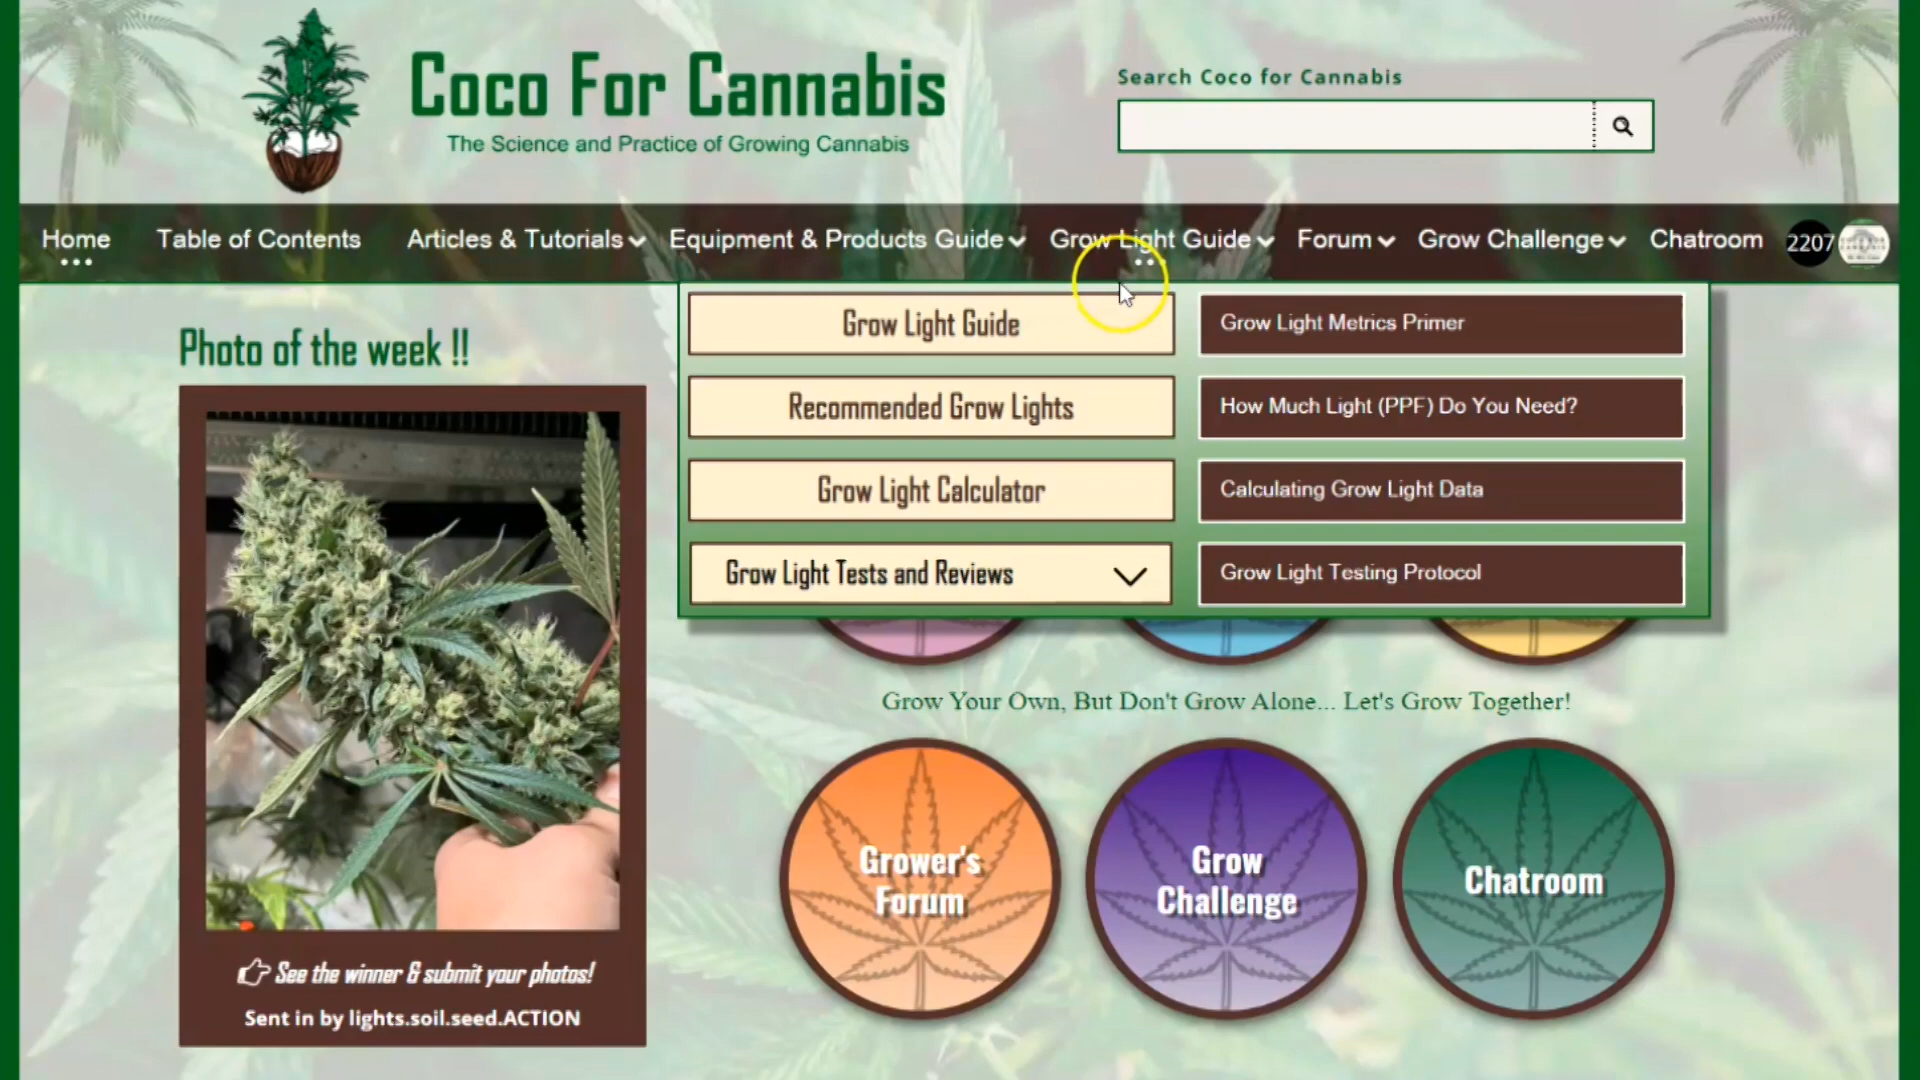 Coco For Cannabis
The Science and Practice of Growing Cannabis
Search Coco for Cannabis
Home
Table of Contents
Articles & Tutorials
Equipment & Products Guide
Grow Light Guide
Forum
Grow Challenge
Chatroom
2207
Photo of the week !!
Grow Light Guide
Grow Light Metrics Primer
Recommended Grow Lights
How Much Light (PPF) Do You Need?
Grow Light Calculator
Calculating Grow Light Data
Grow Light Tests and Reviews
Grow Light Testing Protocol
Grow Your Own, But Don't Grow Alone... Let's Grow Together!
Grower's
Forum
Grow
Challenge
Chatroom
See the winner & submit your photos!
Sent in by lights.soil.seed.ACTION